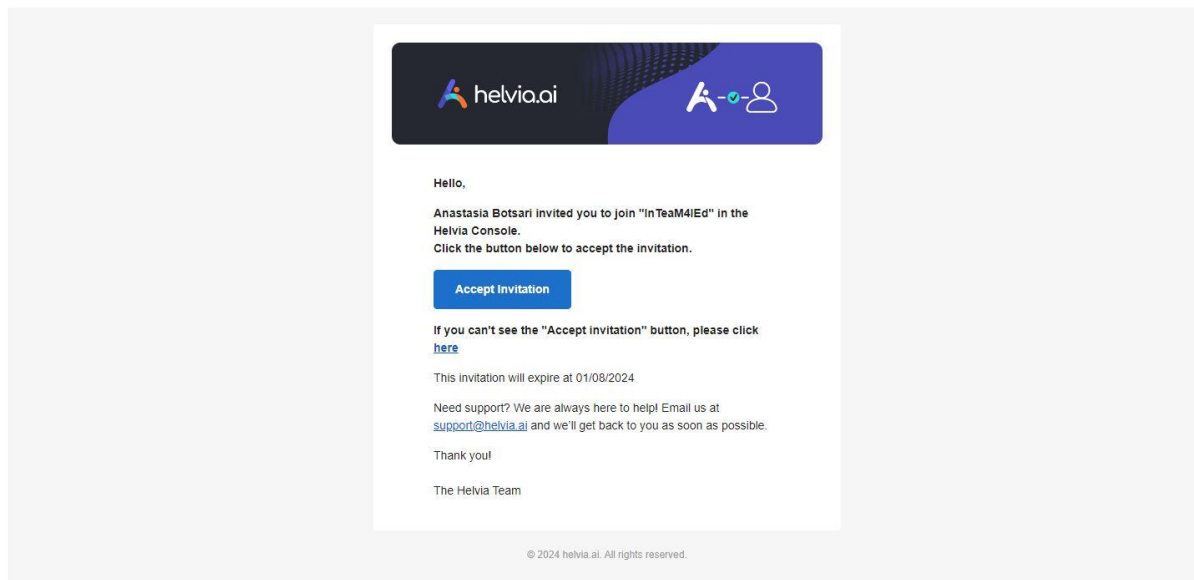 helvia.ai
Hello,
Anastasia Botsari invited you to join "InTeaM4IEd" in the
Helvia Console.
Click the button below to accept the invitation.
Accept Invitation
If you can't see the "Accept invitation" button, please click
here
This invitation will expire at 01/08/2024
Need support? We are always here to help! Email us at
support@helvia.ai and we'll get back to you as soon as possible.
Thank you!
The Helvia Team
© 2024 helvia.ai. All rights reserved.